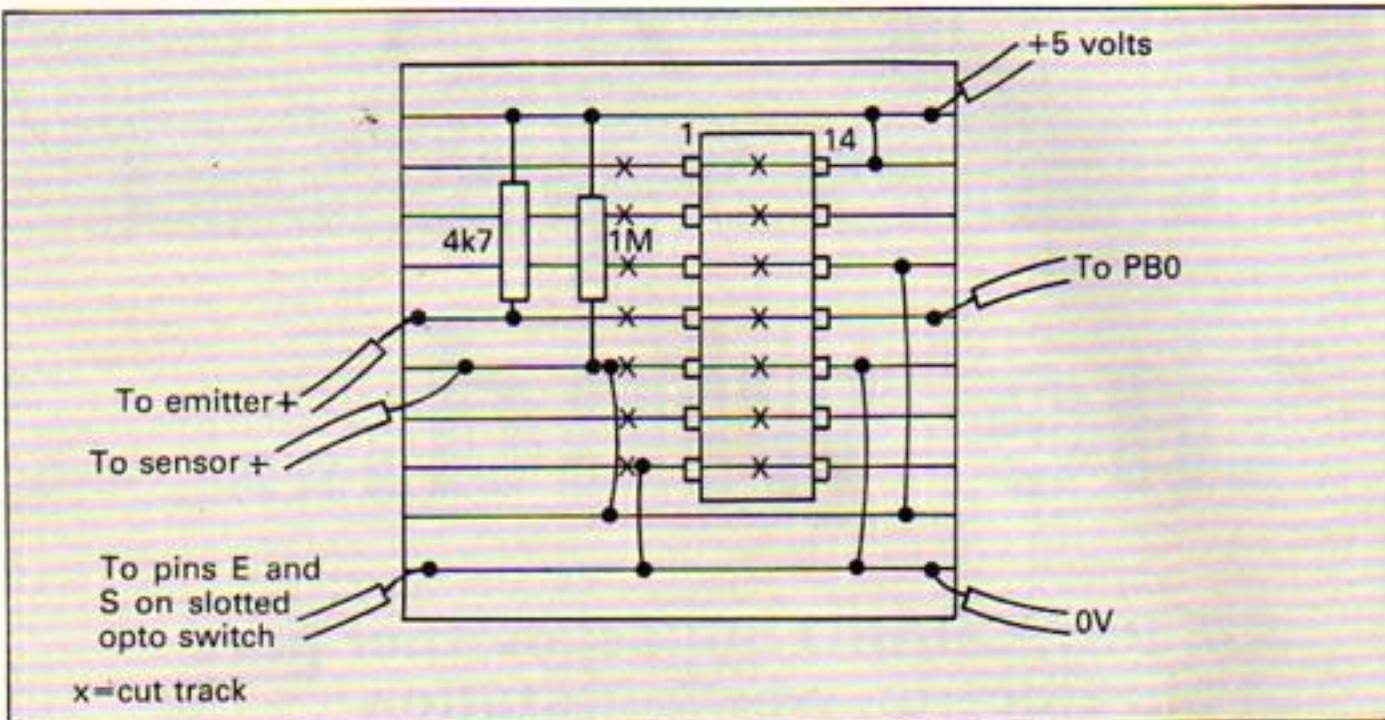 +5 volts
1
14
4k7
1M
To PB0
To emitter+
To sensor +
To pins E and
S on slotted
opto switch
0V
x=cut track